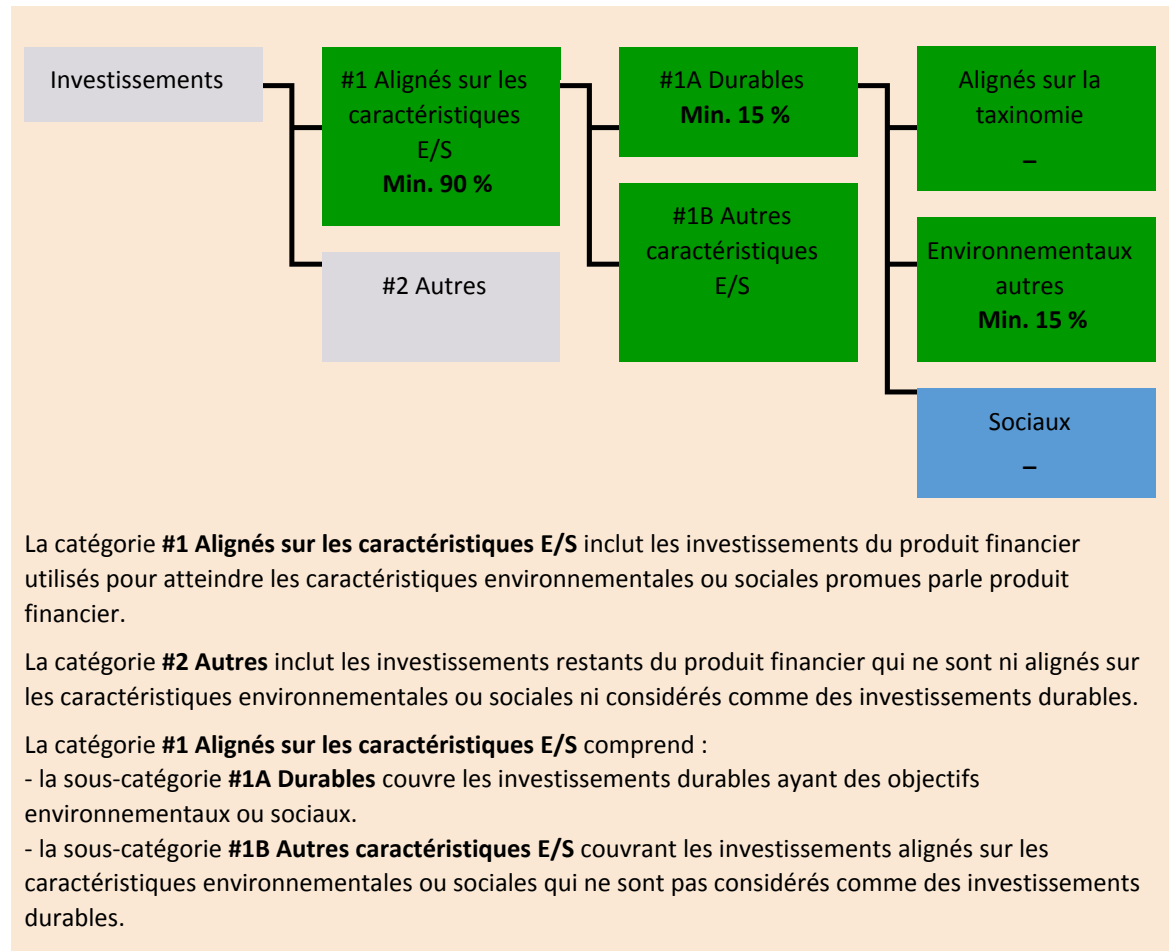 Investissements
#1 Alignés sur les
caractéristiques
E/S
Min. 90 %
#2 Autres
#1A Durables
Min. 15 %
#1B Autres
caractéristiques
E/S
Alignés sur la
taxinomie
–
Environnementaux
autres
Min. 15 %
Sociaux
–
La catégorie #1 Alignés sur les caractéristiques E/S inclut les investissements du produit financier
utilisés pour atteindre les caractéristiques environnementales ou sociales promues parle produit
financier.
La catégorie #2 Autres inclut les investissements restants du produit financier qui ne sont ni alignés sur
les caractéristiques environnementales ou sociales ni considérés comme des investissements durables.
La catégorie #1 Alignés sur les caractéristiques E/S comprend :
- la sous-catégorie #1A Durables couvre les investissements durables ayant des objectifs
environnementaux ou sociaux.
- la sous-catégorie #1B Autres caractéristiques E/S couvrant les investissements alignés sur les
caractéristiques environnementales ou sociales qui ne sont pas considérés comme des investissements
durables.